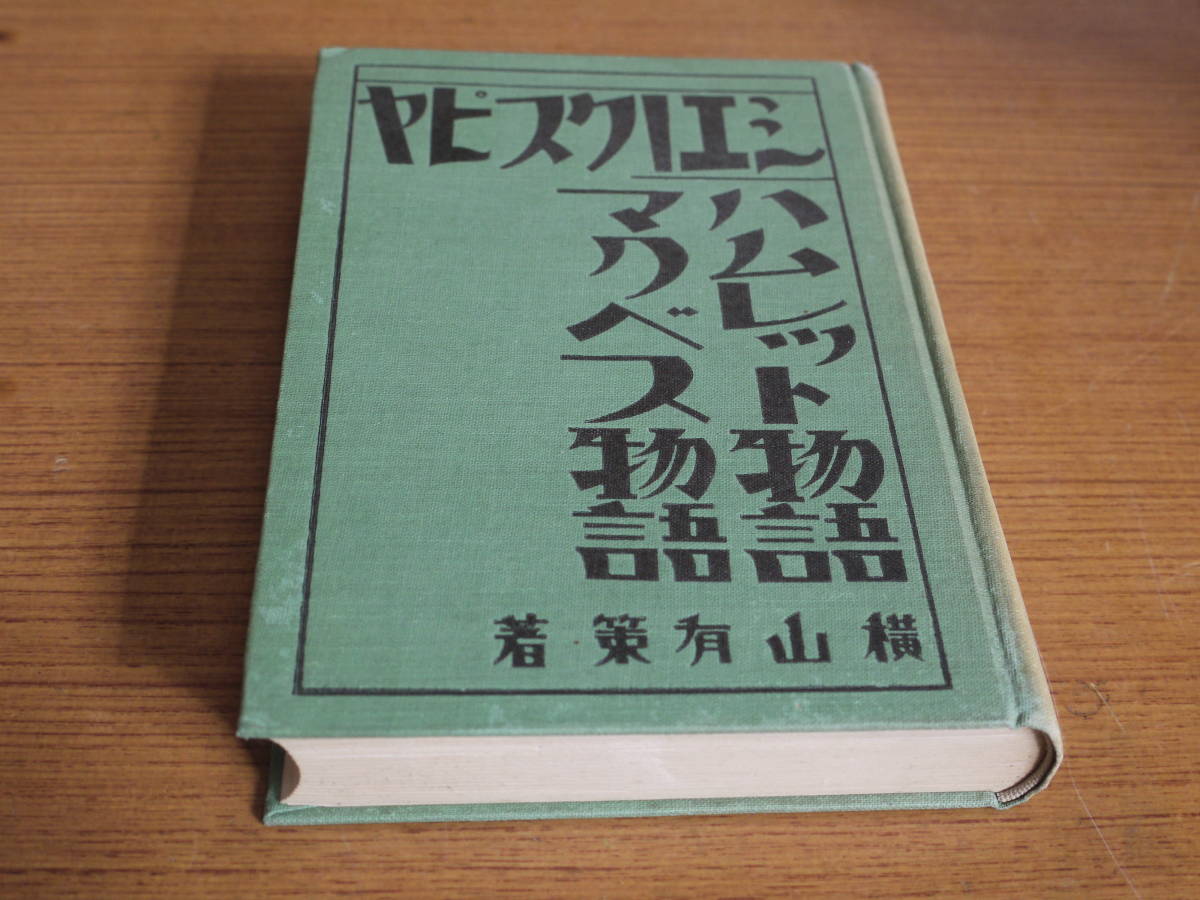 シエークスピヤ
ハムレット物語
マクベス物語
横山有策著